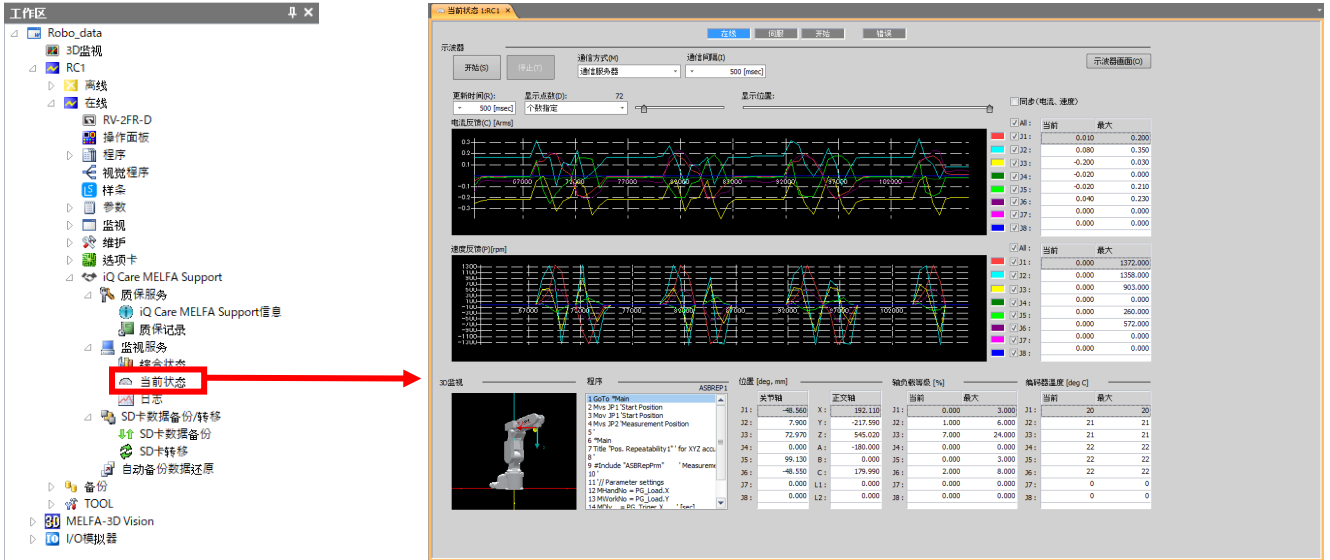 工作区
Robo_data
3D监视
RC1
离线
在线
RV-2FR-D
操作面板
程序
视觉程序
样条
参数
监视
维护
选项卡
iQ Care MELFA Support
质保服务
iQ Care MELFA Support信息
质保记录
监视服务
综合状态
当前状态
日志
SD卡数据备份/转移
SD卡数据备份
SD卡转移
自动备份数据还原
备份
TOOL
MELFA-3D Vision
I/O模拟器
当前状态 1:RC1
在线 伺服 开始 错误
示波器
通信方式(M) 通信间隔(I)
开始(S) 停止(T) 通信服务器 500 [msec] 示波器画面(O)
更新时间(R): 显示点数(D): 72 显示位置:
500 [msec] 个数指定 同步(电流、速度)
电流反馈(C) [Arms] All: 当前 最大
J1: 0.010 0.200
J2: 0.080 0.350
J3: -0.200 0.030
J4: -0.020 0.000
J5: -0.020 0.210
J6: 0.040 0.230
J7: 0.000 0.000
J8: 0.000 0.000
速度反馈(P)[rpm] All: 当前 最大
J1: 0.000 1372.000
J2: 0.000 1358.000
J3: 0.000 903.000
J4: 0.000 0.000
J5: 0.000 260.000
J6: 0.000 572.000
J7: 0.000 0.000
J8: 0.000 0.000
3D监视 程序 ASBREP1 位置 [deg, mm] 轴负载等级 [%] 编码器温度 [deg C]
关节轴 正交轴 当前 最大 当前 最大
J1: -48.560 X: 192.110 J1: 0.000 3.000 J1: 20 20
J2: 7.900 Y: -217.590 J2: 1.000 6.000 J2: 21 21
J3: 72.970 Z: 545.020 J3: 7.000 24.000 J3: 21 21
J4: 0.000 A: -180.000 J4: 0.000 0.000 J4: 22 22
J5: 99.130 B: 0.000 J5: 0.000 3.000 J5: 22 22
J6: -48.550 C: 179.990 J6: 2.000 8.000 J6: 22 22
J7: 0.000 L1: 0.000 J7: 0.000 0.000 J7: 0 0
J8: 0.000 L2: 0.000 J8: 0.000 0.000 J8: 0 0
1 GoTo *Main
2 Mvs JP1 'Start Position
3 Mov JP1 'Start Position
4 Mvs JP2 'Measurement Position
5 '
6 *Main
7 Title "Pos. Repeatability1" ' for XYZ accu
8 '
9 #Include "ASBRepPrm" ' Measureme
10 '
11 '// Parameter settings
12 MHandNo = PG_Load.X
13 MWorkNo = PG_Load.Y